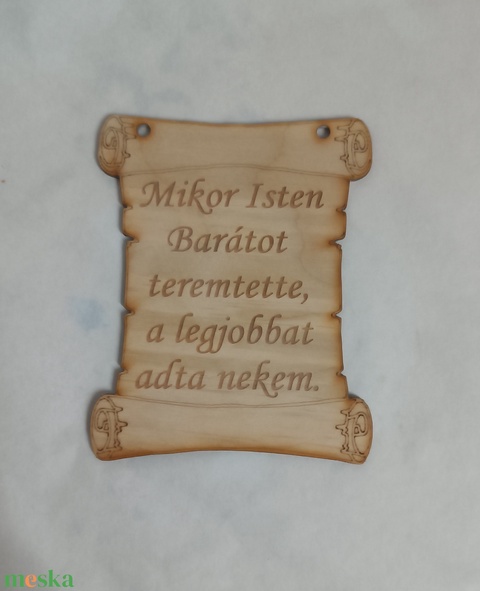 Mikor Isten
Barátot
teremtette,
a legjobbat
adta nekem.
meska